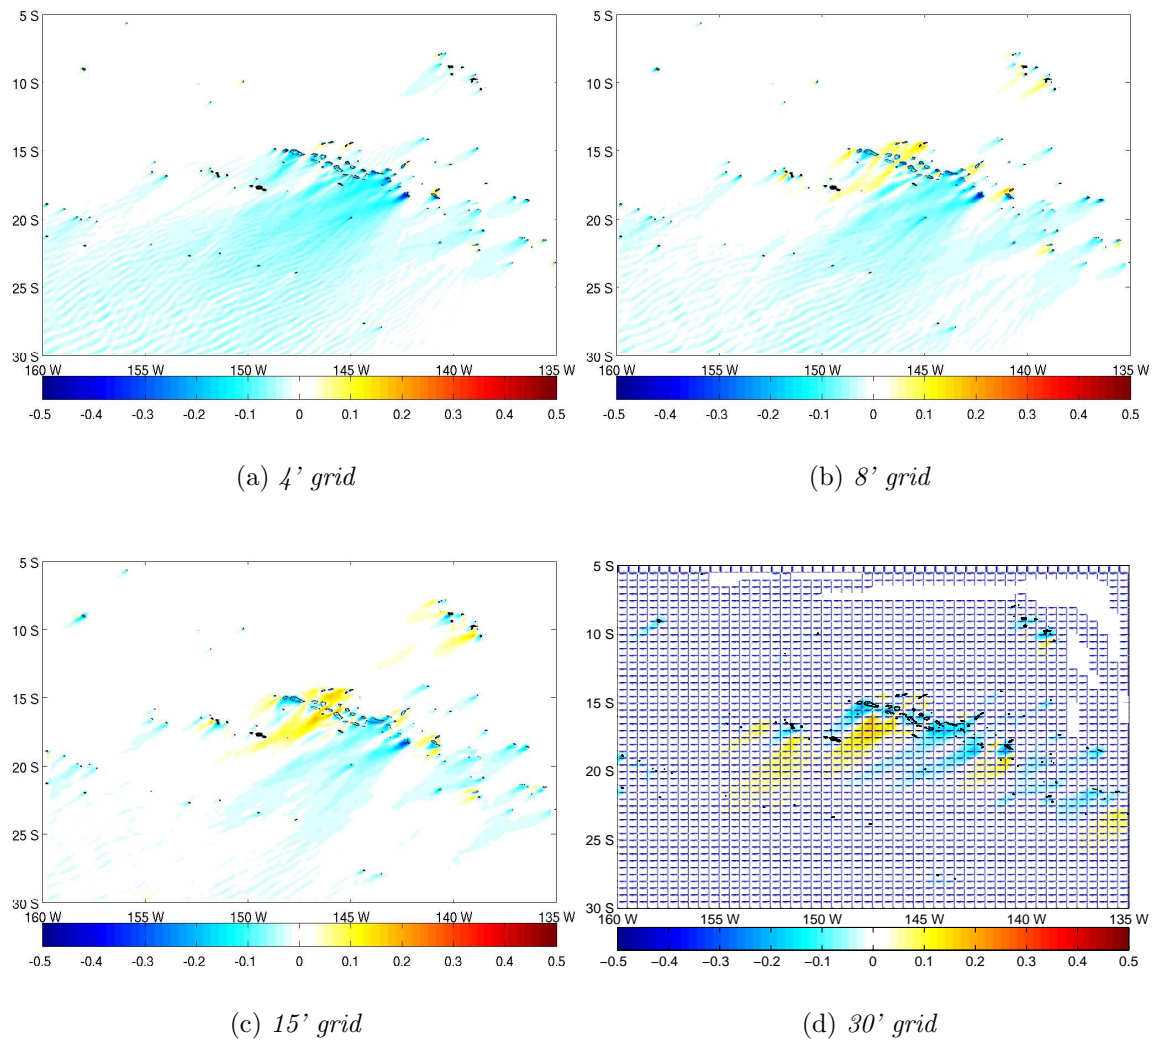 5 S
10 S
15 S
20 S
25 S
30 S
160 W 155 W 150 W 145 W 140 W 135 W
-0.5 -0.4 -0.3 -0.2 -0.1 0 0.1 0.2 0.3 0.4 0.5
(a) 4' grid
5 S
10 S
15 S
20 S
25 S
30 S
160 W 155 W 150 W 145 W 140 W 135 W
-0.5 -0.4 -0.3 -0.2 -0.1 0 0.1 0.2 0.3 0.4 0.5
(b) 8' grid
5 S
10 S
15 S
20 S
25 S
30 S
160 W 155 W 150 W 145 W 140 W 135 W
-0.5 -0.4 -0.3 -0.2 -0.1 0 0.1 0.2 0.3 0.4 0.5
(c) 15' grid
5 S
10 S
15 S
20 S
25 S
30 S
160 W 155 W 150 W 145 W 140 W 135 W
−0.5 −0.4 −0.3 −0.2 −0.1 0 0.1 0.2 0.3 0.4 0.5
(d) 30' grid